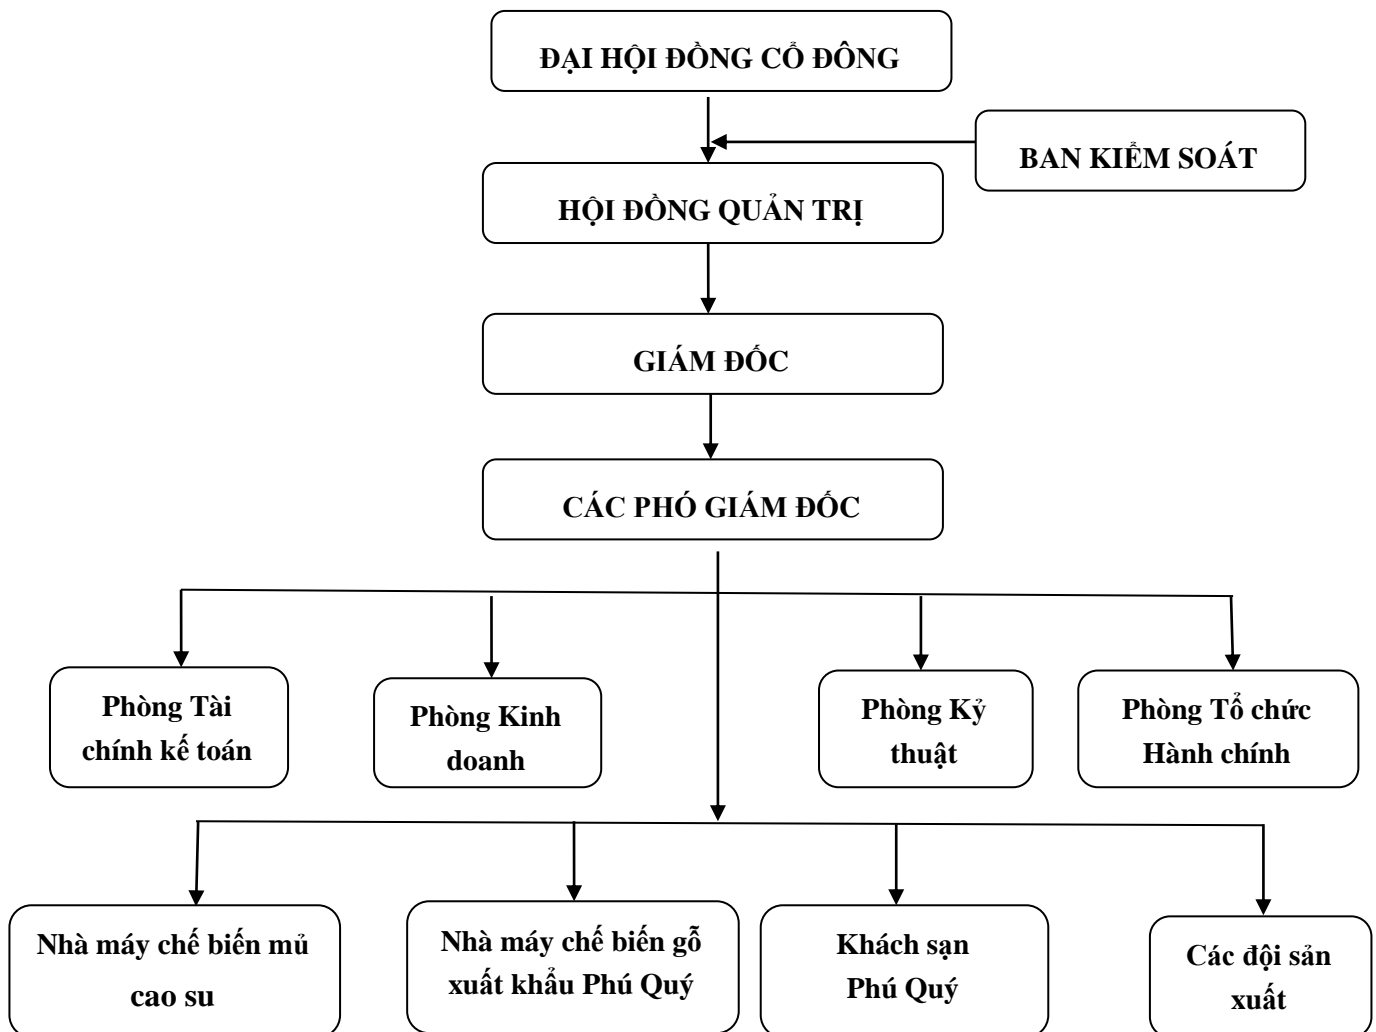 ĐẠI HỘI ĐỒNG CỔ ĐÔNG
BAN KIỂM SOÁT
HỘI ĐỒNG QUẢN TRỊ
GIÁM ĐỐC
CÁC PHÓ GIÁM ĐỐC
Phòng Tài
chính kế toán
Phòng Kinh
doanh
Phòng Kỷ
thuật
Phòng Tổ chức
Hành chính
Nhà máy chế biến mủ
cao su
Nhà máy chế biến gỗ
xuất khẩu Phú Quý
Khách sạn
Phú Quý
Các đội sản
xuất